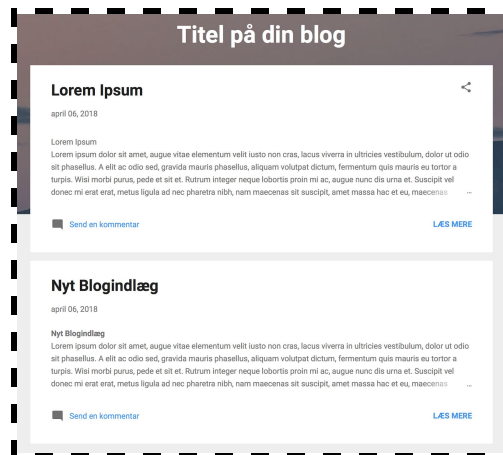 Titel på din blog
Lorem Ipsum
april 06, 2018
Lorem Ipsum
Lorem ipsum dolor sit amet, augue vitae elementum velit iusto non cras, lacus viverra in ultricies vestibulum, dolor ut odio
sit phasellus. A elit ac odio sed, gravida mauris phasellus, aliquam volutpat dictum, fermentum quis mauris eu tortor a
turpis. Wisi morbi purus, pede et sit et. Rutrum integer neque lobortis proin mi ac, augue nunc dis urna et. Suscipit vel
donec mi erat erat, metus ligula ad nec pharetra nibh, nam maecenas sit suscipit, amet massa hac et eu, maecenas ...
Send en kommentar
LÆS MERE
Nyt Blogindlæg
april 06, 2018
Nyt Blogindlæg
Lorem ipsum dolor sit amet, augue vitae elementum velit iusto non cras, lacus viverra in ultricies vestibulum, dolor ut odio
sit phasellus. A elit ac odio sed, gravida mauris phasellus, aliquam volutpat dictum, fermentum quis mauris eu tortor a
turpis. Wisi morbi purus, pede et sit et. Rutrum integer neque lobortis proin mi ac, augue nunc dis urna et. Suscipit vel
donec mi erat erat, metus ligula ad nec pharetra nibh, nam maecenas sit suscipit, amet massa hac et eu, maecenas ...
Send en kommentar
LÆS MERE